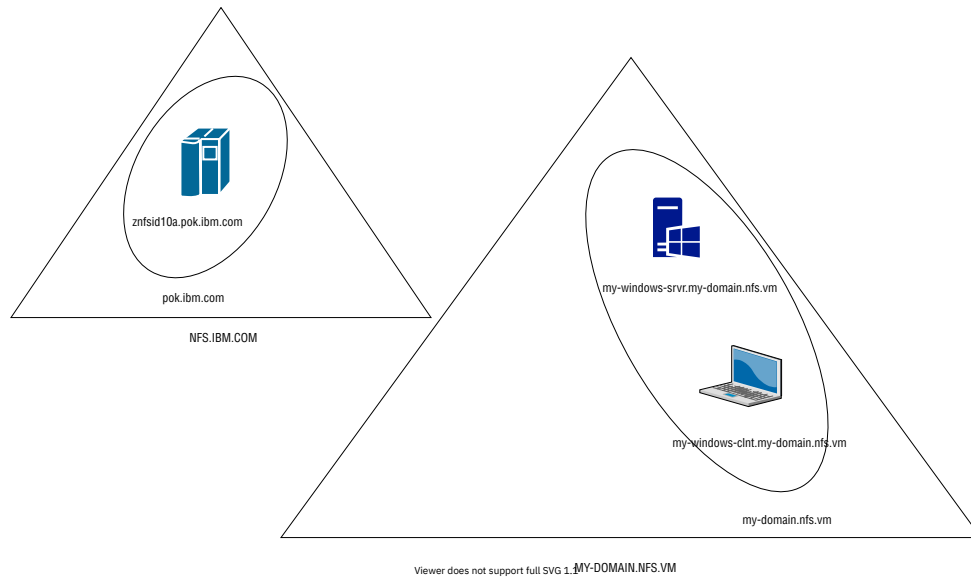 znfsid10a.pok.ibm.com
pok.ibm.com
NFS.IBM.COM
my-windows-srvr.my-domain.nfs.vm
my-windows-clnt.my-domain.nfs.vm
my-domain.nfs.vm
MY-DOMAIN.NFS.VM
Viewer does not support full SVG 1.1